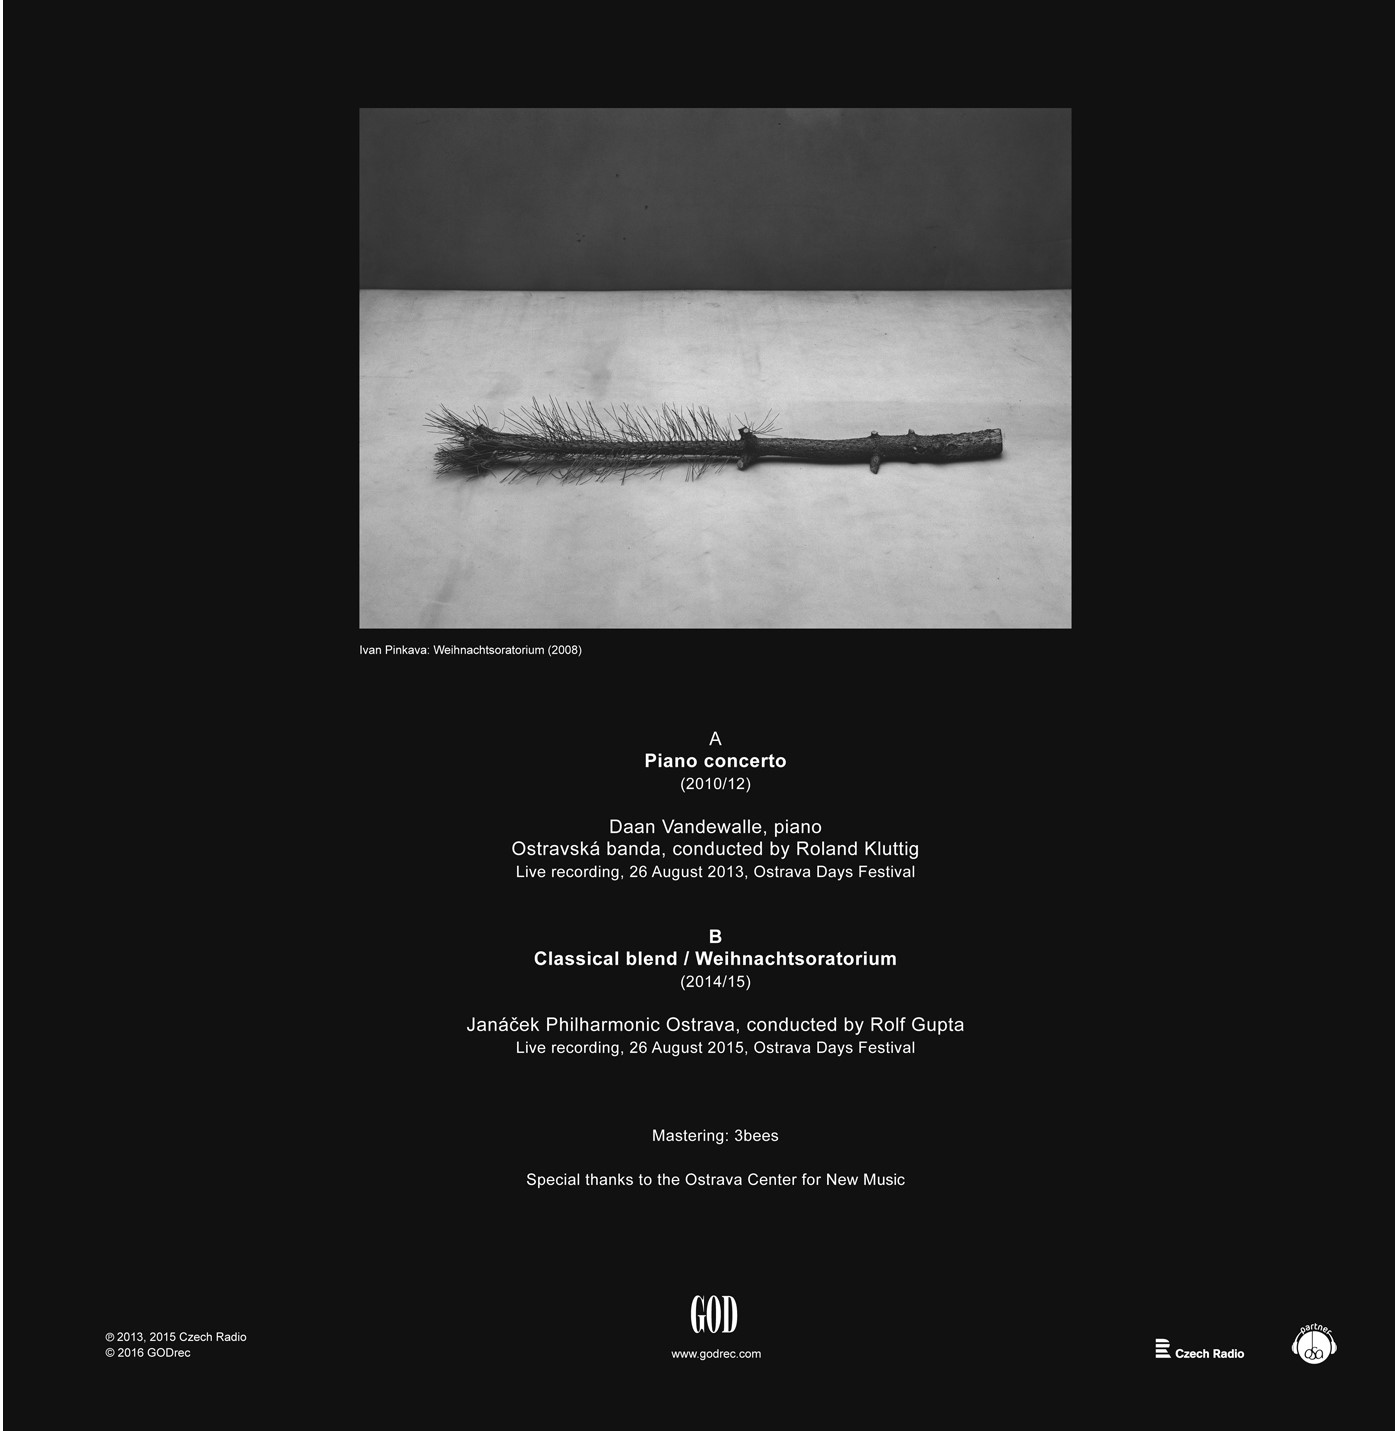 Ivan Pinkava: Weihnachtsoratorium (2008)
A
Piano concerto
(2010/12)
Daan Vandewalle, piano
Ostravská banda, conducted by Roland Kluttig
Live recording, 26 August 2013, Ostrava Days Festival
B
Classical blend / Weihnachtsoratorium
(2014/15)
Janáček Philharmonic Ostrava, conducted by Rolf Gupta
Live recording, 26 August 2015, Ostrava Days Festival
Mastering: 3bees
Special thanks to the Ostrava Center for New Music
℗ 2013, 2015 Czech Radio
© 2016 GODrec
GOD
www.godrec.com
Czech Radio
partner
osa